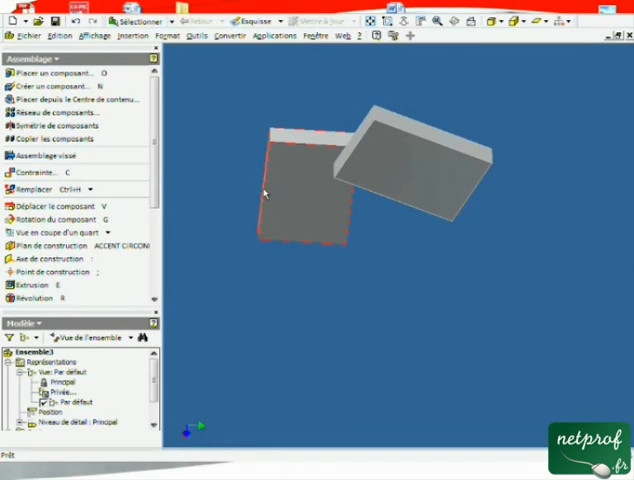 Sélectionner Retour Esquisse Mettre à jour
Fichier Edition Affichage Insertion Format Outils Convertir Applications Fenêtre Web ?
Assemblage
Placer un composant... O
Créer un composant... N
Placer depuis le Centre de contenu...
Réseau de composants...
Symétrie de composants
Copier les composants
Assemblage vissé
Contrainte... C
Remplacer Ctrl+H
Déplacer le composant V
Rotation du composant G
Vue en coupe d'un quart
Plan de construction ACCENT CIRCON
Axe de construction :
Point de construction ;
Extrusion E
Révolution R
Modèle
Vue de l'ensemble
Ensemble3
Représentations
Vue: Par défaut
Principal
Privée...
Par défaut
Position
Niveau de détail : Principal
Prêt
netprof
.fr